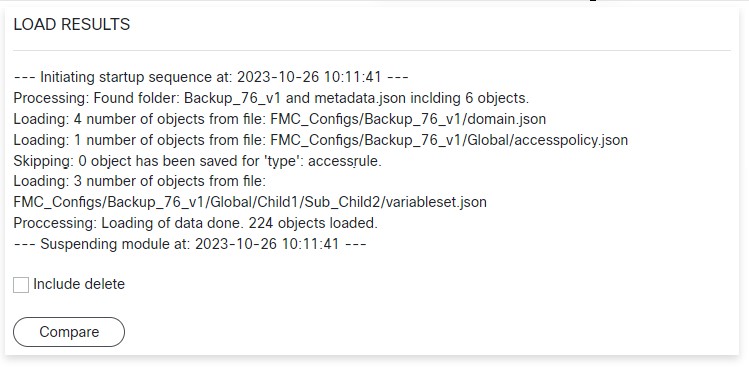 LOAD RESULTS
--- Initiating startup sequence at: 2023-10-26 10:11:41 ---
Processing: Found folder: Backup_76_v1 and metadata.json inclding 6 objects.
Loading: 4 number of objects from file: FMC_Configs/Backup_76_v1/domain.json
Loading: 1 number of objects from file: FMC_Configs/Backup_76_v1/Global/accesspolicy.json
Skipping: 0 object has been saved for 'type': accessrule.
Loading: 3 number of objects from file:
FMC_Configs/Backup_76_v1/Global/Child1/Sub_Child2/variableset.json
Proccessing: Loading of data done. 224 objects loaded.
--- Suspending module at: 2023-10-26 10:11:41 ---
Include delete
Compare